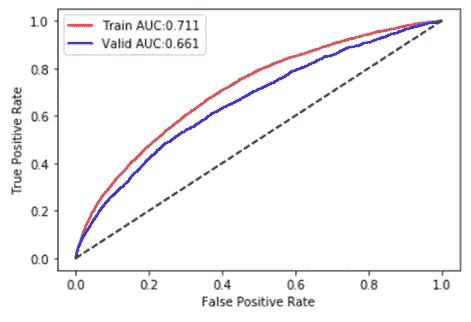 Train AUC:0.711
Valid AUC:0.661
1.0
0.8
0.6
0.4
0.2
0.0
True Positive Rate
0.0 0.2 0.4 0.6 0.8 1.0
False Positive Rate